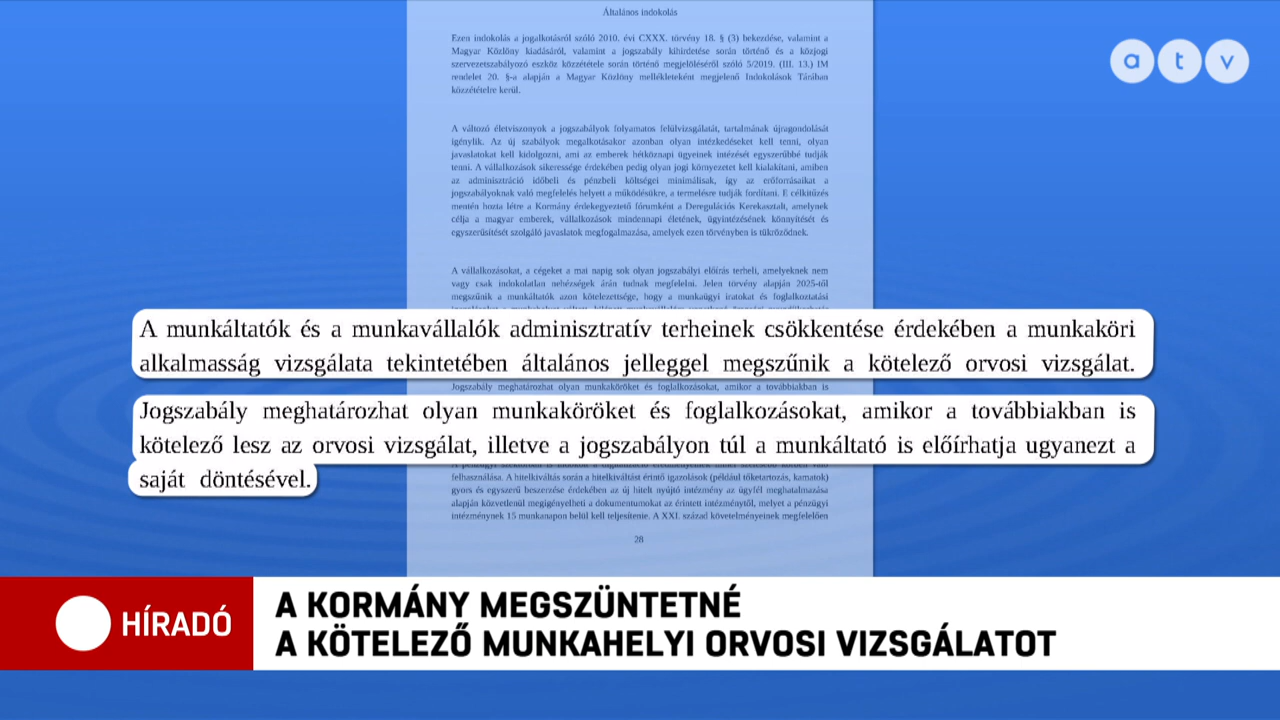 Általános indokolás
Ezen indokolás a jogalkotásról szóló 2010. évi CXXX. törvény 18. § (3) bekezdése, valamint a
Magyar Közlöny kiadásáról, valamint a jogszabály kihirdetése során történő és a közjogi
szervezetszabályozó eszköz közzététele során történő megjelöléséről szóló 5/2019. (III. 13.) IM
rendelet 20. §-a alapján a Magyar Közlöny mellékleteként megjelenő Indokolások Tárában
közzétételre kerül.
A változó életviszonyok a jogszabályok folyamatos felülvizsgálatát, tartalmának újragondolását
igénylik. Az új szabályok megalkotásakor azonban olyan intézkedéseket kell tenni, olyan
javaslatokat kell kidolgozni, ami az emberek hétköznapi ügyeinek intézését egyszerűbbé tudják
tenni. A vállalkozások sikeressége érdekében pedig olyan jogi környezetet kell kialakítani, amiben
az adminisztráció időbeli és pénzbeli költségei minimálisak, így az erőforrásaikat a
jogszabályoknak való megfelelés helyett a működésükre, a termelésre tudják fordítani. E célkitűzés
mentén hozta létre a Kormány érdekegyeztető fórumként a Deregulációs Kerekasztalt, amelynek
célja a magyar emberek, vállalkozások mindennapi életének, ügyintézésének könnyítését és
egyszerűsítését szolgáló javaslatok megfogalmazása, amelyek ezen törvényben is tükröződnek.
A vállalkozásokat, a cégeket a mai napig sok olyan jogszabályi előírás terheli, amelyeknek nem
vagy csak indokolatlan nehézségek árán tudnak megfelelni. Jelen törvény alapján 2025-től
megszűnik a munkáltatók azon kötelezettsége, hogy a munkaügyi iratokat és foglalkoztatási
A munkáltatók és a munkavállalók adminisztratív terheinek csökkentése érdekében a munkaköri
alkalmasság vizsgálata tekintetében általános jelleggel megszűnik a kötelező orvosi vizsgálat.
Jogszabály meghatározhat olyan munkaköröket és foglalkozásokat, amikor a továbbiakban is
Jogszabály meghatározhat olyan munkaköröket és foglalkozásokat, amikor a továbbiakban is
kötelező lesz az orvosi vizsgálat, illetve a jogszabályon túl a munkáltató is előírhatja ugyanezt a
saját döntésével.
felhasználása. A hitelkiváltás során a hitelkiváltást érintő igazolások (például tőketartozás, kamatok)
gyors és egyszerű beszerzése érdekében az új hitelt nyújtó intézmény az ügyfél meghatalmazása
alapján közvetlenül megigényelheti a dokumentumokat az érintett intézménytől, melyet a pénzügyi
intézménynek 15 munkanapon belül kell teljesítenie. A XXI. század követelményeinek megfelelően
28
atv
HÍRADÓ
A KORMÁNY MEGSZÜNTETNÉ
A KÖTELEZŐ MUNKAHELYI ORVOSI VIZSGÁLATOT